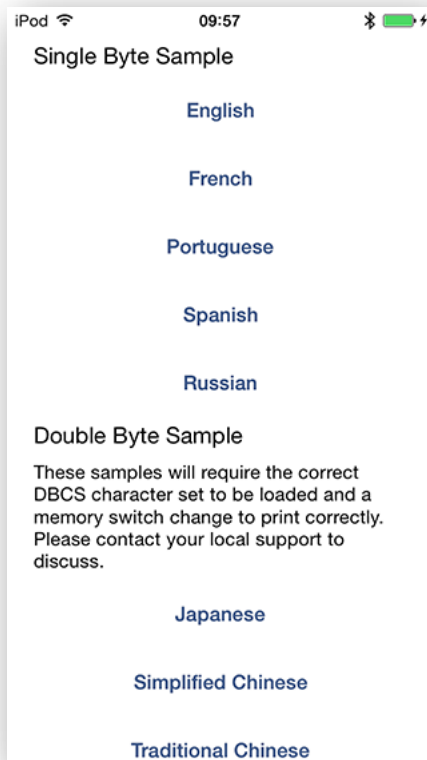 iPod 09:57
Single Byte Sample
English
French
Portuguese
Spanish
Russian
Double Byte Sample
These samples will require the correct
DBCS character set to be loaded and a
memory switch change to print correctly.
Please contact your local support to
discuss.
Japanese
Simplified Chinese
Traditional Chinese